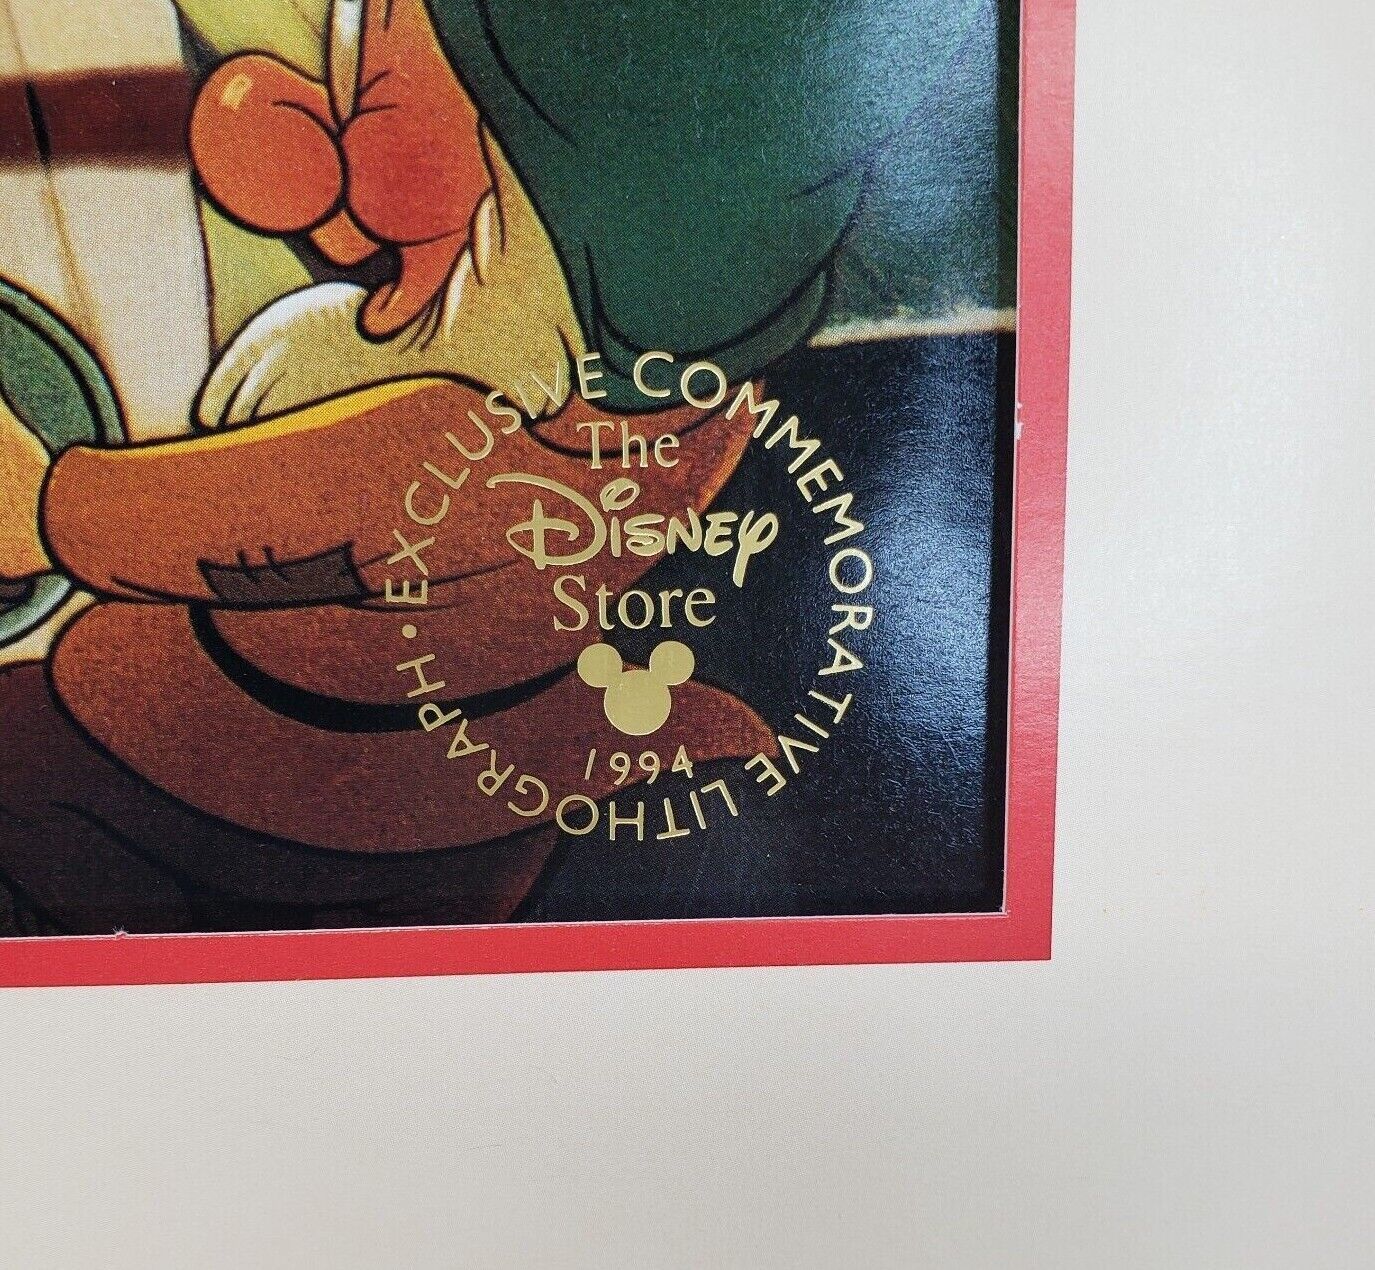 EXCLUSIVE COMMEMORATIVE LITHOGRAPH •
The
Disney
Store
1994